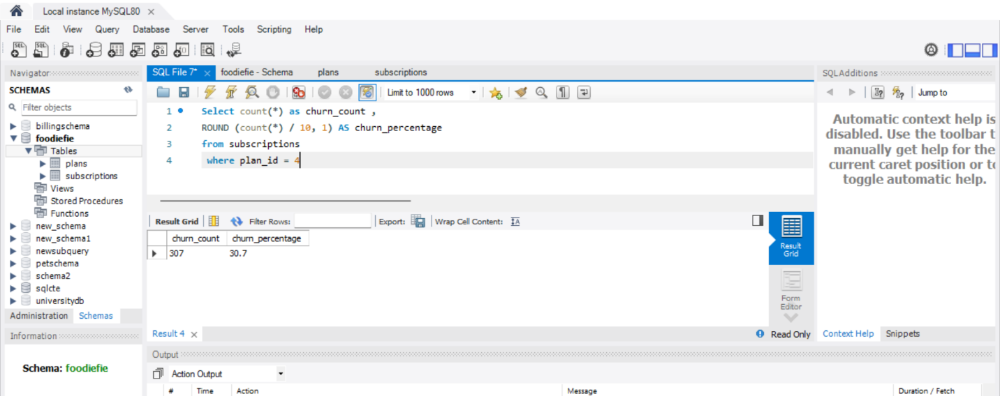 Local instance MySQL80
File Edit View Query Database Server Tools Scripting Help
Navigator
SCHEMAS
Filter objects
billingschema
foodiefie
Tables
plans
subscriptions
Views
Stored Procedures
Functions
new_schema
new_schema1
newsubquery
petschema
schema2
sqlcte
universitydb
Administration Schemas
Information
Schema: foodiefie
SQL File 7* foodiefie - Schema plans subscriptions
Limit to 1000 rows
1 Select count(*) as churn_count ,
2 ROUND (count(*) / 10, 1) AS churn_percentage
3 from subscriptions
4 where plan_id = 4
Result Grid Filter Rows: Export: Wrap Cell Content:
churn_count churn_percentage
307 30.7
Result
Grid
Form
Editor
Result 4
Read Only
Output
Action Output
# Time Action Message Duration / Fetch
SQLAdditions
Jump to
Automatic context help is
disabled. Use the toolbar t
manually get help for the
current caret position or to
toggle automatic help.
Context Help Snippets